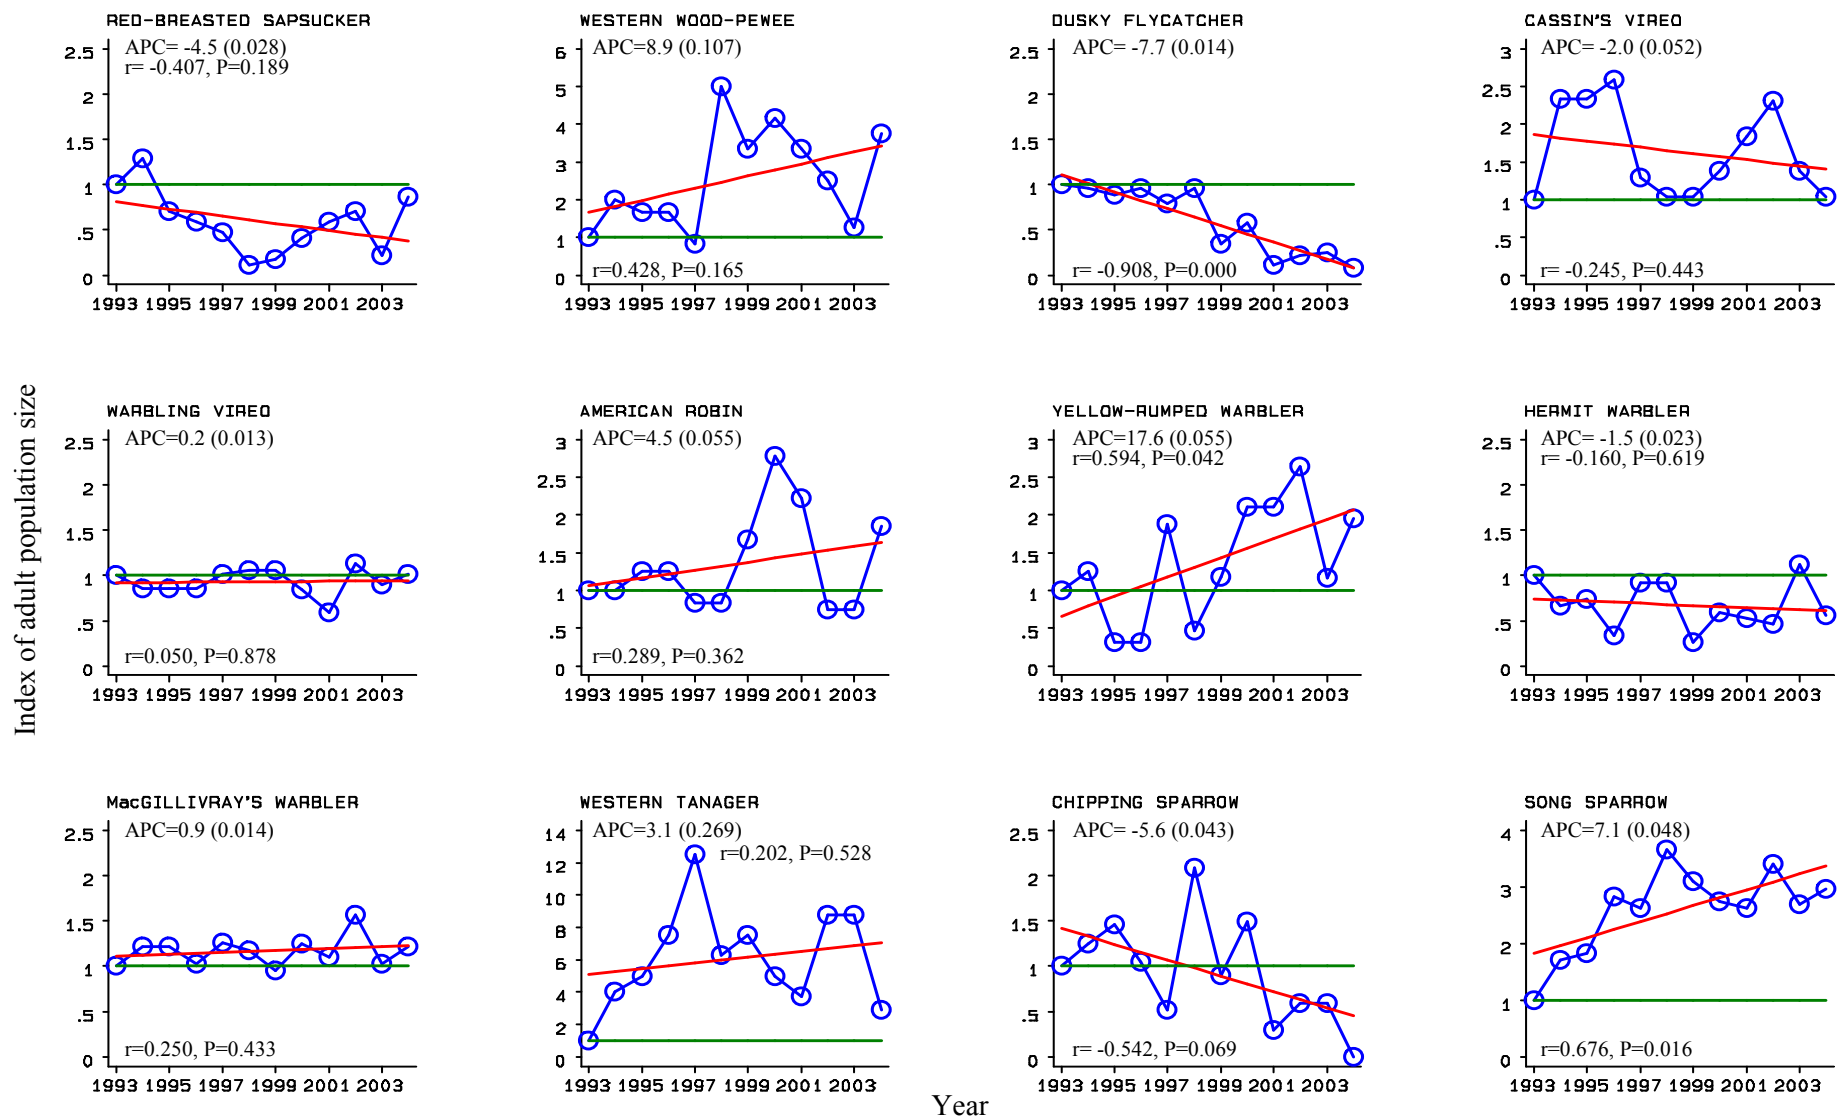 RED-BREASTED SAPSUCKER
APC= -4.5 (0.028)
r= -0.407, P=0.189
2.5
2
1.5
1
.5
0
1993 1995 1997 1999 2001 2003
WESTERN WOOD-PEWEE
APC=8.9 (0.107)
6
5
4
3
2
1
0
r=0.428, P=0.165
1993 1995 1997 1999 2001 2003
DUSKY FLYCATCHER
APC= -7.7 (0.014)
2.5
2
1.5
1
.5
0
r= -0.908, P=0.000
1993 1995 1997 1999 2001 2003
CASSIN'S VIREO
APC= -2.0 (0.052)
3
2.5
2
1.5
1
.5
0
r= -0.245, P=0.443
1993 1995 1997 1999 2001 2003
Index of adult population size
WARBLING VIREO
APC=0.2 (0.013)
2.5
2
1.5
1
.5
0
r=0.050, P=0.878
1993 1995 1997 1999 2001 2003
AMERICAN ROBIN
APC=4.5 (0.055)
3
2.5
2
1.5
1
.5
0
r=0.289, P=0.362
1993 1995 1997 1999 2001 2003
YELLOW-RUMPED WARBLER
APC=17.6 (0.055)
r=0.594, P=0.042
3
2.5
2
1.5
1
.5
0
1993 1995 1997 1999 2001 2003
HERMIT WARBLER
APC= -1.5 (0.023)
r= -0.160, P=0.619
2.5
2
1.5
1
.5
0
1993 1995 1997 1999 2001 2003
MacGILLIVRAY'S WARBLER
APC=0.9 (0.014)
2.5
2
1.5
1
.5
0
r=0.250, P=0.433
1993 1995 1997 1999 2001 2003
WESTERN TANAGER
APC=3.1 (0.269)
r=0.202, P=0.528
14
12
10
8
6
4
2
0
1993 1995 1997 1999 2001 2003
CHIPPING SPARROW
APC= -5.6 (0.043)
2.5
2
1.5
1
.5
0
r= -0.542, P=0.069
1993 1995 1997 1999 2001 2003
SONG SPARROW
APC=7.1 (0.048)
4
3
2
1
0
r=0.676, P=0.016
1993 1995 1997 1999 2001 2003
Year